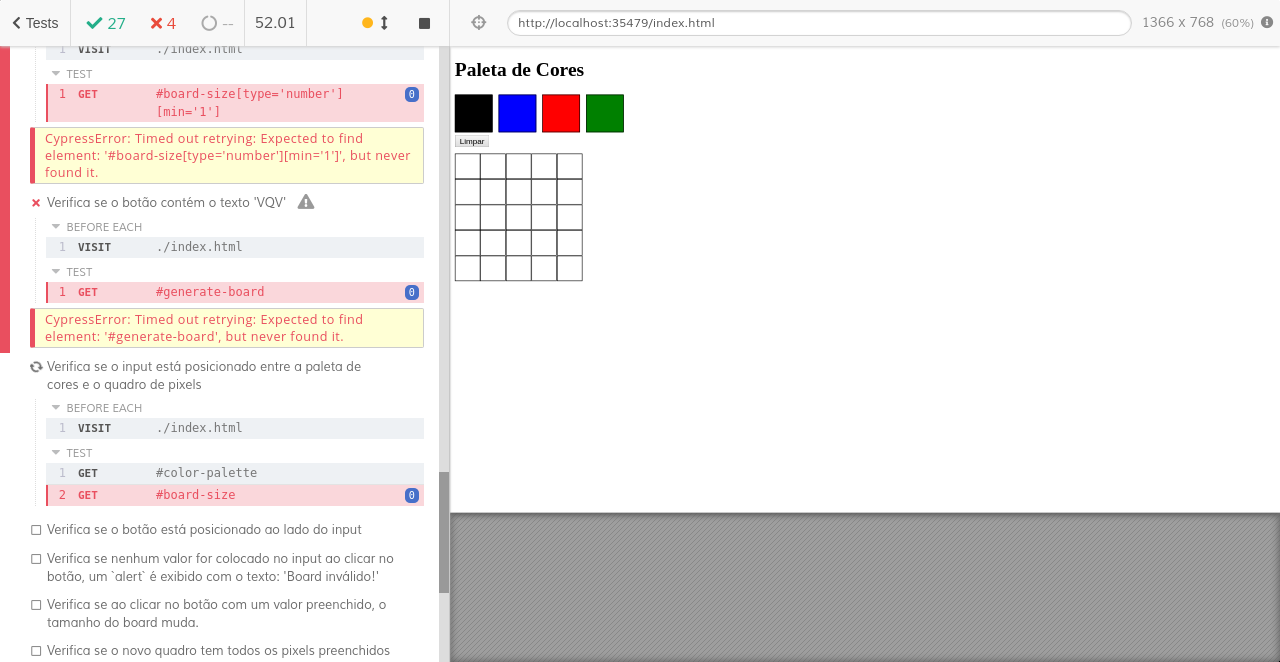 Tests
27
4
--
52.01
http://localhost:35479/index.html
1366 x 768 (60%)
1 VISIT ./index.html
TEST
1 GET #board-size[type='number']
[min='1'] 0
CypressError: Timed out retrying: Expected to find
element: '#board-size[type='number'][min='1']', but never
found it.
Verifica se o botão contém o texto 'VQV'
BEFORE EACH
1 VISIT ./index.html
TEST
1 GET #generate-board 0
CypressError: Timed out retrying: Expected to find
element: '#generate-board', but never found it.
Verifica se o input está posicionado entre a paleta de
cores e o quadro de pixels
BEFORE EACH
1 VISIT ./index.html
TEST
1 GET #color-palette
2 GET #board-size 0
Verifica se o botão está posicionado ao lado do input
Verifica se nenhum valor for colocado no input ao clicar no
botão, um `alert` é exibido com o texto: 'Board inválido!'
Verifica se ao clicar no botão com um valor preenchido, o
tamanho do board muda.
Verifica se o novo quadro tem todos os pixels preenchidos
Paleta de Cores
Limpar